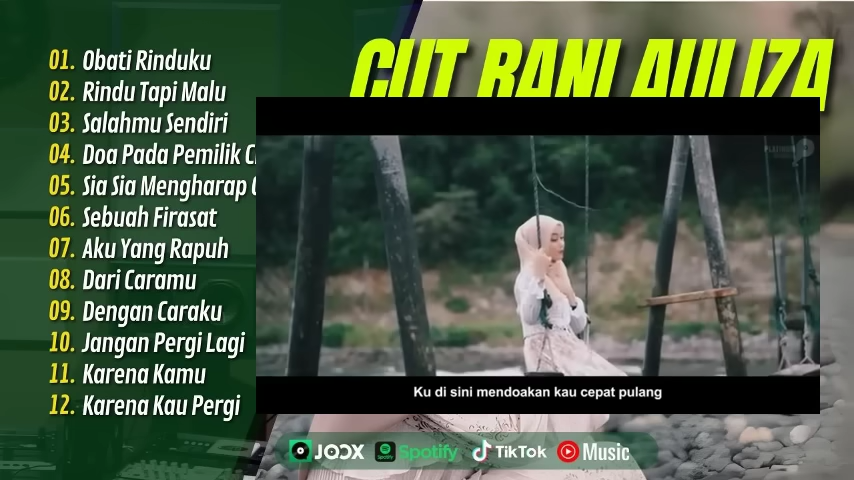 CUT RANI AULIZA
01. Obati Rinduku
02. Rindu Tapi Malu
03. Salahmu Sendiri
04. Doa Pada Pemilik
05. Sia Sia Mengharap
06. Sebuah Firasat
07. Aku Yang Rapuh
08. Dari Caramu
09. Dengan Caraku
10. Jangan Pergi Lagi
11. Karena Kamu
12. Karena Kau Pergi
Ku di sini mendoakan kau cepat pulang
JOOX Spotify TikTok Music